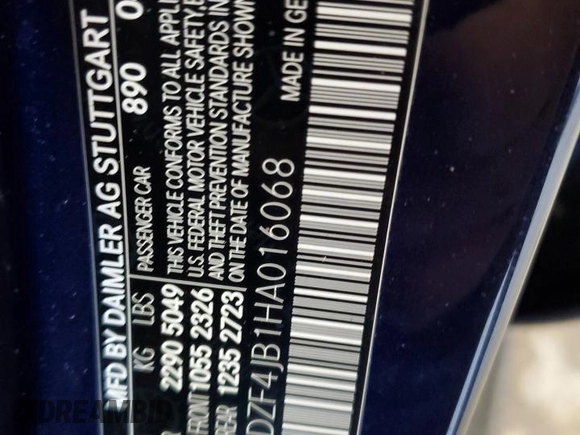 MFD BY DAIMLER AG STUTTGART
890 0
KG LBS PASSENGER CAR
2290 5049 THIS VEHICLE CONFORMS TO ALL APPL
FRONT 1055 2326 U.S. FEDERAL MOTOR VEHICLE SAFETY,
1235 2723 AND THEFT PREVENTION STANDARDS IN
ON THE DATE OF MANUFACTURE SHOWN
DZF4JB1HA016068 MADE IN GE
DREAMBID